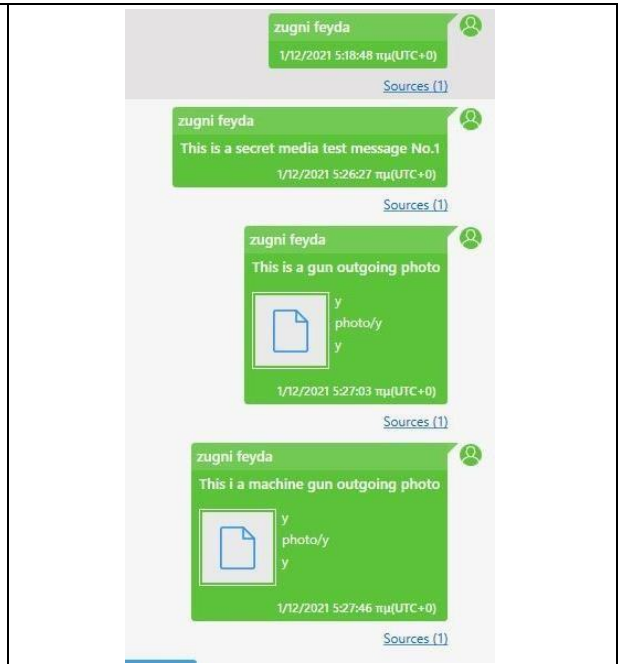 zugni feyda
1/12/2021 5:18:48 πμ(UTC+0)
Sources (1)
zugni feyda
This is a secret media test message No.1
1/12/2021 5:26:27 πμ(UTC+0)
Sources (1)
zugni feyda
This is a gun outgoing photo
y
photo/y
y
1/12/2021 5:27:03 πμ(UTC+0)
Sources (1)
zugni feyda
This i a machine gun outgoing photo
y
photo/y
y
1/12/2021 5:27:46 πμ(UTC+0)
Sources (1)